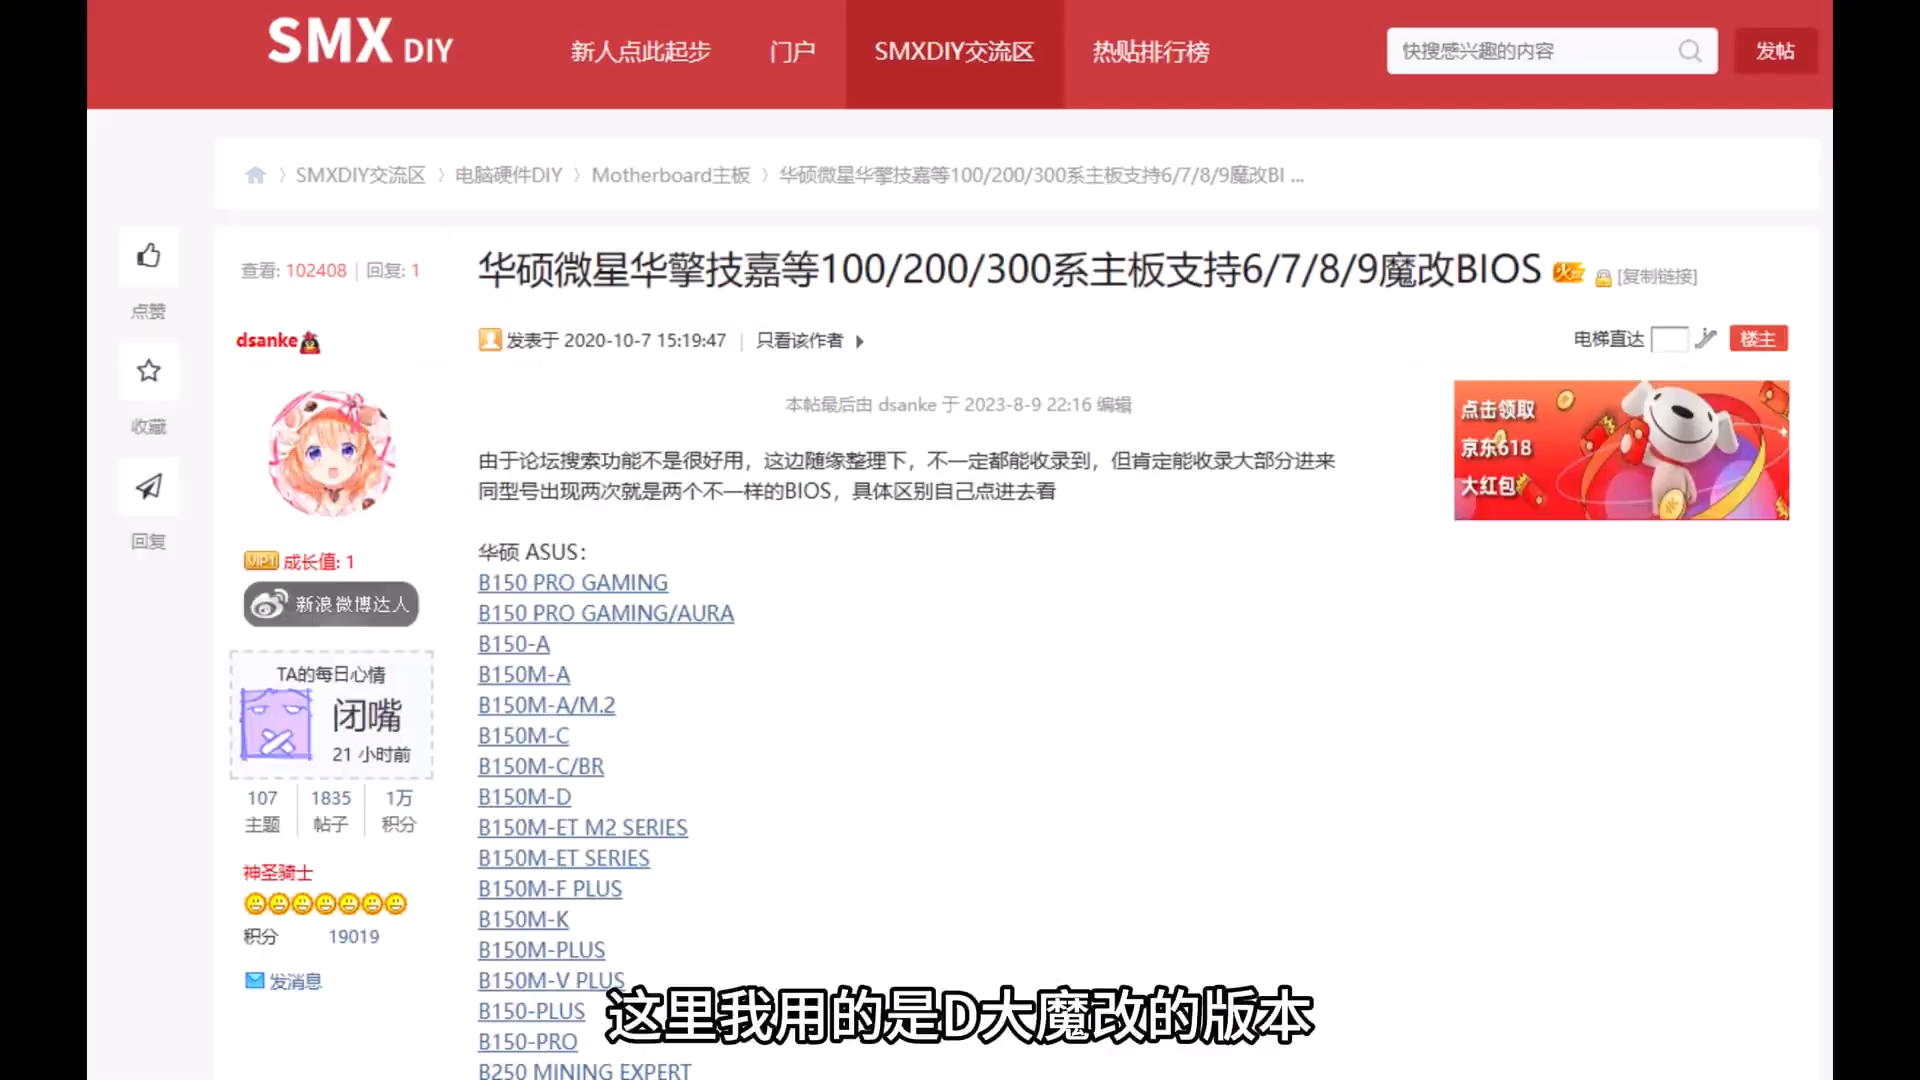 SMX DIY
新人点此起步
门户
SMXDIY交流区
热贴排行榜
快搜感兴趣的内容
发帖
SMXDIY交流区 〉 电脑硬件DIY 〉 Motherboard主板 〉 华硕微星华擎技嘉等100/200/300系主板支持6/7/8/9魔改BI ...
点赞
收藏
回复
查看: 102408 | 回复: 1
华硕微星华擎技嘉等100/200/300系主板支持6/7/8/9魔改BIOS
火
[复制链接]
dsanke
发表于 2020-10-7 15:19:47 | 只看该作者
电梯直达
楼主
本帖最后由 dsanke 于 2023-8-9 22:16 编辑
点击领取
京东618
大红包
由于论坛搜索功能不是很好用，这边随缘整理下，不一定都能收录到，但肯定能收录大部分进来
同型号出现两次就是两个不一样的BIOS，具体区别自己点进去看
VIP1 成长值: 1
新浪微博达人
TA的每日心情
闭嘴
21 小时前
107 1835 1万
主题 帖子 积分
神圣骑士
积分 19019
发消息
华硕 ASUS：
B150 PRO GAMING
B150 PRO GAMING/AURA
B150-A
B150M-A
B150M-A/M.2
B150M-C
B150M-C/BR
B150M-D
B150M-ET M2 SERIES
B150M-ET SERIES
B150M-F PLUS
B150M-K
B150M-PLUS
B150M-V PLUS
B150-PLUS
B150-PRO
B250 MINING EXPERT
这里我用的是D大魔改的版本